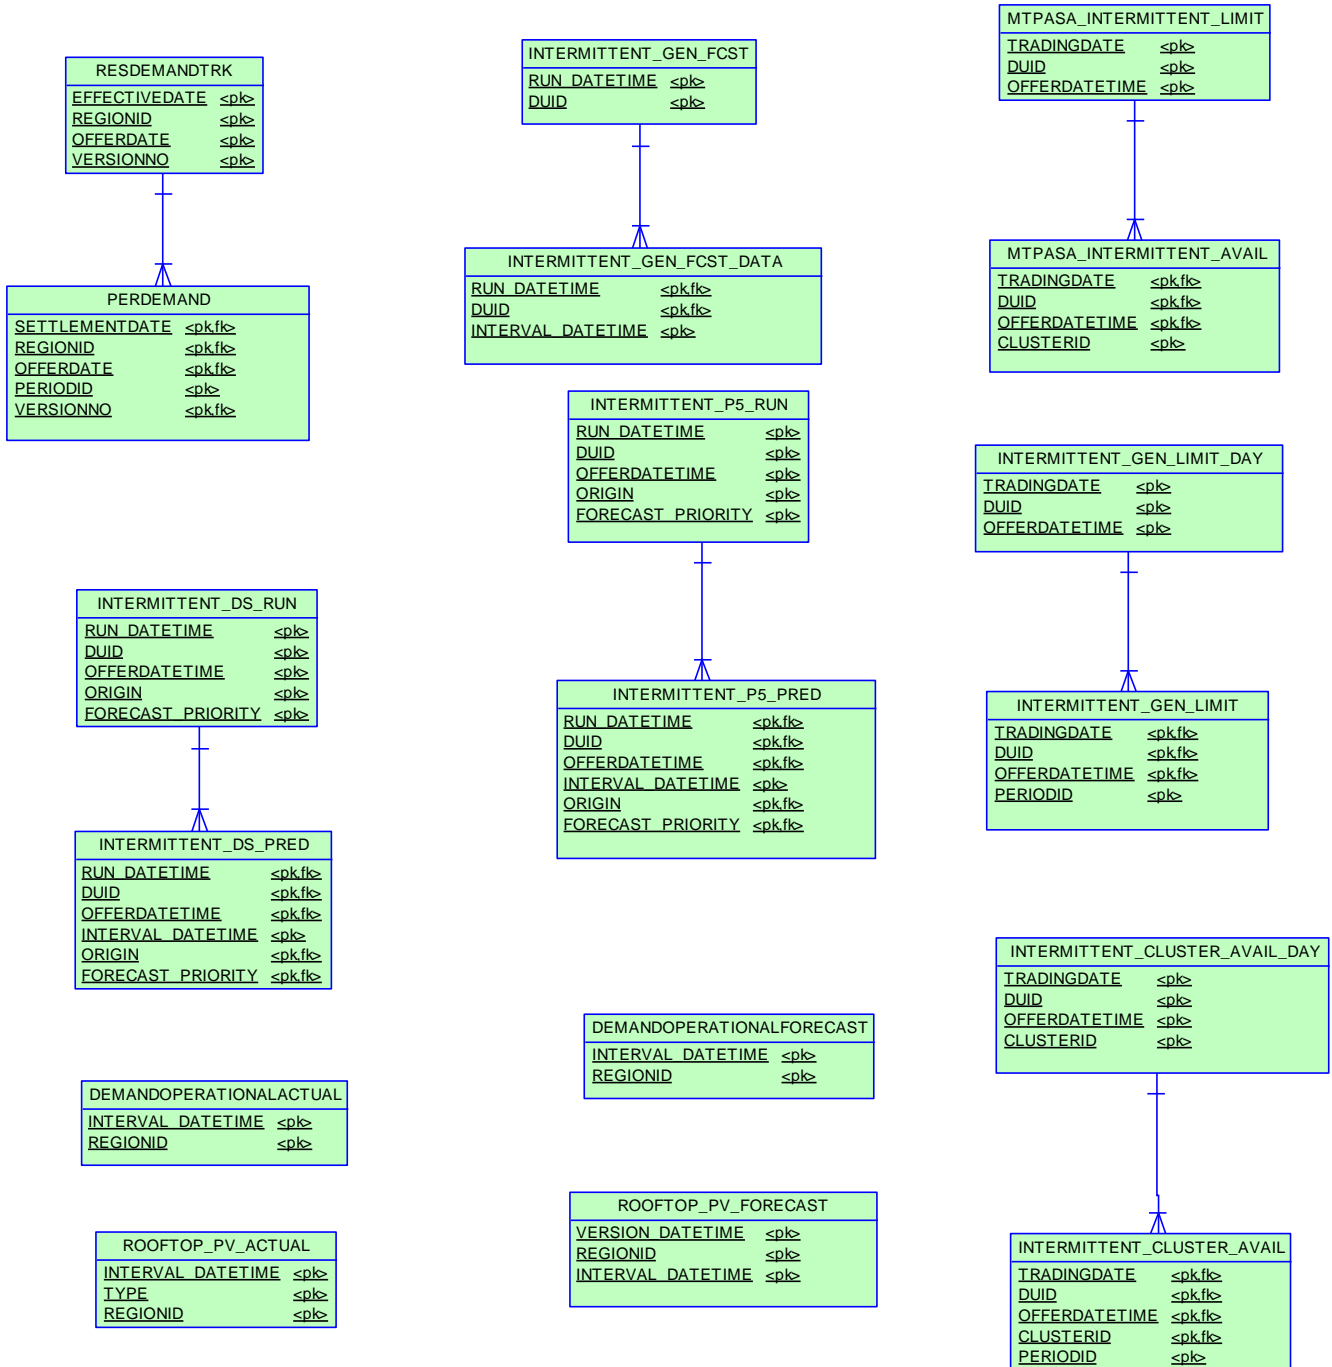 RESDEMANDTRK
EFFECTIVEDATE <pk>
REGIONID <pk>
OFFERDATE <pk>
VERSIONNO <pk>
PERDEMAND
SETTLEMENTDATE <pk,fk>
REGIONID <pk,fk>
OFFERDATE <pk,fk>
PERIODID <pk>
VERSIONNO <pk,fk>
INTERMITTENT_DS_RUN
RUN_DATETIME <pk>
DUID <pk>
OFFERDATETIME <pk>
ORIGIN <pk>
FORECAST_PRIORITY <pk>
INTERMITTENT_DS_PRED
RUN_DATETIME <pk,fk>
DUID <pk,fk>
OFFERDATETIME <pk,fk>
INTERVAL_DATETIME <pk>
ORIGIN <pk,fk>
FORECAST_PRIORITY <pk,fk>
DEMANDOPERATIONALACTUAL
INTERVAL_DATETIME <pk>
REGIONID <pk>
ROOFTOP_PV_ACTUAL
INTERVAL_DATETIME <pk>
TYPE <pk>
REGIONID <pk>
INTERMITTENT_GEN_FCST
RUN_DATETIME <pk>
DUID <pk>
INTERMITTENT_GEN_FCST_DATA
RUN_DATETIME <pk,fk>
DUID <pk,fk>
INTERVAL_DATETIME <pk>
INTERMITTENT_P5_RUN
RUN_DATETIME <pk>
DUID <pk>
OFFERDATETIME <pk>
ORIGIN <pk>
FORECAST_PRIORITY <pk>
INTERMITTENT_P5_PRED
RUN_DATETIME <pk,fk>
DUID <pk,fk>
OFFERDATETIME <pk,fk>
INTERVAL_DATETIME <pk>
ORIGIN <pk,fk>
FORECAST_PRIORITY <pk,fk>
DEMANDOPERATIONALFORECAST
INTERVAL_DATETIME <pk>
REGIONID <pk>
ROOFTOP_PV_FORECAST
VERSION_DATETIME <pk>
REGIONID <pk>
INTERVAL_DATETIME <pk>
MTPASA_INTERMITTENT_LIMIT
TRADINGDATE <pk>
DUID <pk>
OFFERDATETIME <pk>
MTPASA_INTERMITTENT_AVAIL
TRADINGDATE <pk,fk>
DUID <pk,fk>
OFFERDATETIME <pk,fk>
CLUSTERID <pk>
INTERMITTENT_GEN_LIMIT_DAY
TRADINGDATE <pk>
DUID <pk>
OFFERDATETIME <pk>
INTERMITTENT_GEN_LIMIT
TRADINGDATE <pk,fk>
DUID <pk,fk>
OFFERDATETIME <pk,fk>
PERIODID <pk>
INTERMITTENT_CLUSTER_AVAIL_DAY
TRADINGDATE <pk>
DUID <pk>
OFFERDATETIME <pk>
CLUSTERID <pk>
INTERMITTENT_CLUSTER_AVAIL
TRADINGDATE <pk,fk>
DUID <pk,fk>
OFFERDATETIME <pk,fk>
CLUSTERID <pk,fk>
PERIODID <pk>